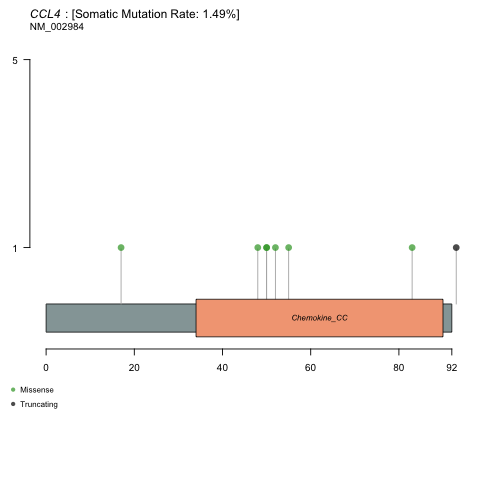 CCL4 : [Somatic Mutation Rate: 1.49%]
NM_002984
5
1
Chemokine_CC
0 20 40 60 80 92
Missense
Truncating